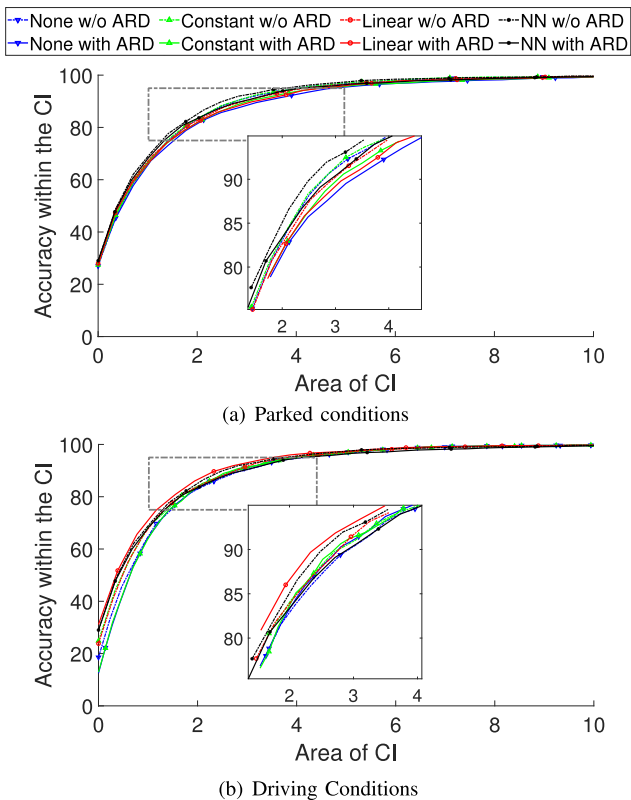 None w/o ARD Constant w/o ARD Linear w/o ARD NN w/o ARD
None with ARD Constant with ARD Linear with ARD NN with ARD
100
80
60
40
20
0
Accuracy within the CI
90
85
80
2 3 4
0 2 4 6 8 10
Area of CI
(a) Parked conditions
100
80
60
40
20
0
Accuracy within the CI
90
85
80
2 3 4
0 2 4 6 8 10
Area of CI
(b) Driving Conditions